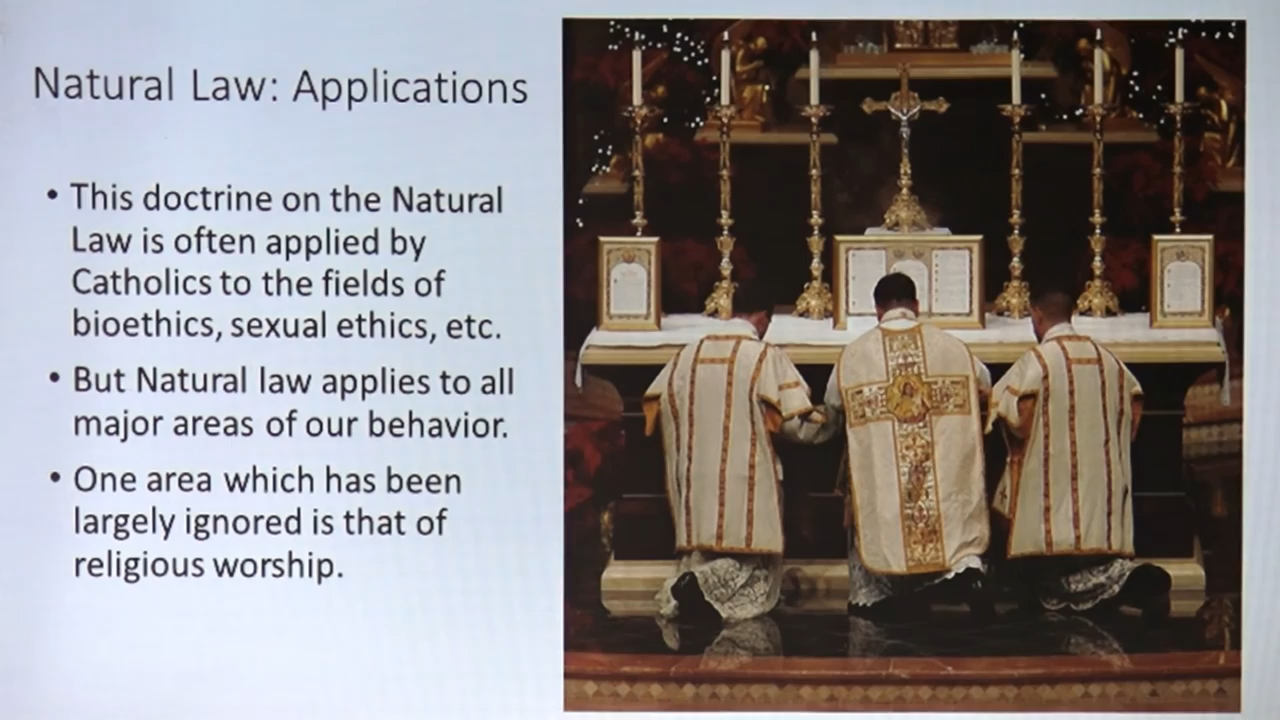 Natural Law: Applications
• This doctrine on the Natural
Law is often applied by
Catholics to the fields of
bioethics, sexual ethics, etc.
• But Natural law applies to all
major areas of our behavior.
• One area which has been
largely ignored is that of
religious worship.